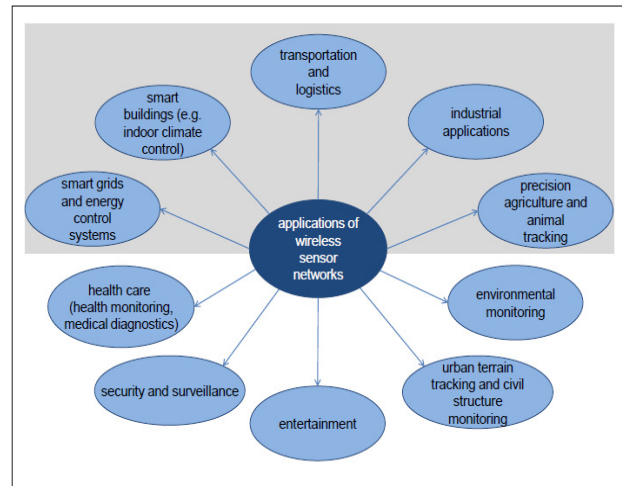 transportation
and
logistics
smart
buildings (e.g.
indoor climate
control)
industrial
applications
smart grids
and energy
control
systems
applications of
wireless
sensor
networks
precision
agriculture and
animal
tracking
health care
(health monitoring,
medical diagnostics)
environmental
monitoring
security and surveillance
urban terrain
tracking and civil
structure
monitoring
entertainment